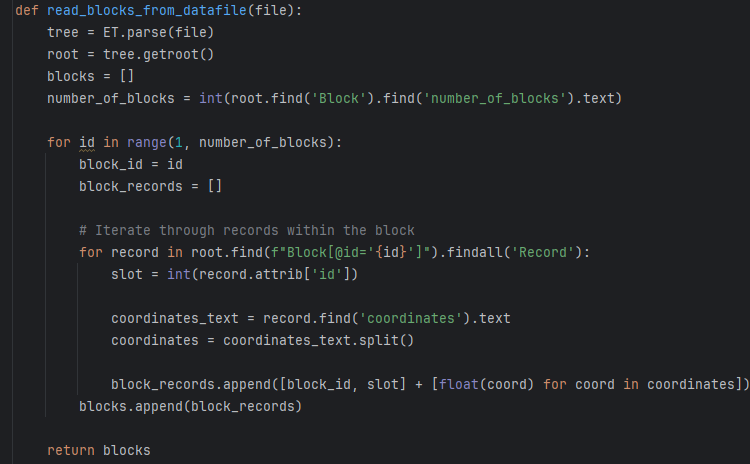 def read_blocks_from_datafile(file):
    tree = ET.parse(file)
    root = tree.getroot()
    blocks = []
    number_of_blocks = int(root.find('Block').find('number_of_blocks').text)

    for id in range(1, number_of_blocks):
        block_id = id
        block_records = []

        # Iterate through records within the block
        for record in root.find(f"Block[@id='{id}']").findall('Record'):
            slot = int(record.attrib['id'])

            coordinates_text = record.find('coordinates').text
            coordinates = coordinates_text.split()

            block_records.append([block_id, slot] + [float(coord) for coord in coordinates])
        blocks.append(block_records)

    return blocks